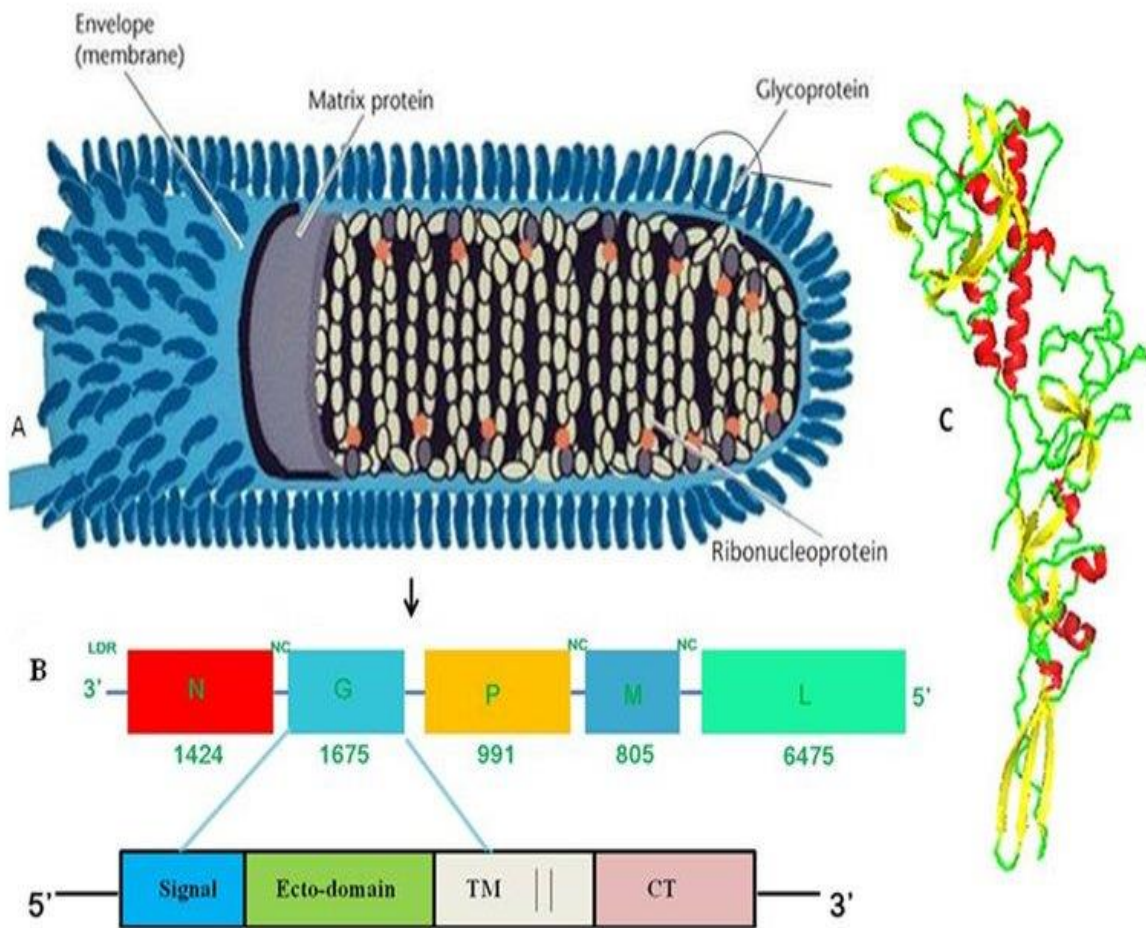 Envelope
(membrane)
Matrix protein
Glycoprotein
A
C
Ribonucleoprotein
B
LDR
NC
NC
NC
3’
N
G
P
M
L
5’
1424
1675
991
805
6475
5’
Signal
Ecto-domain
TM
CT
3’